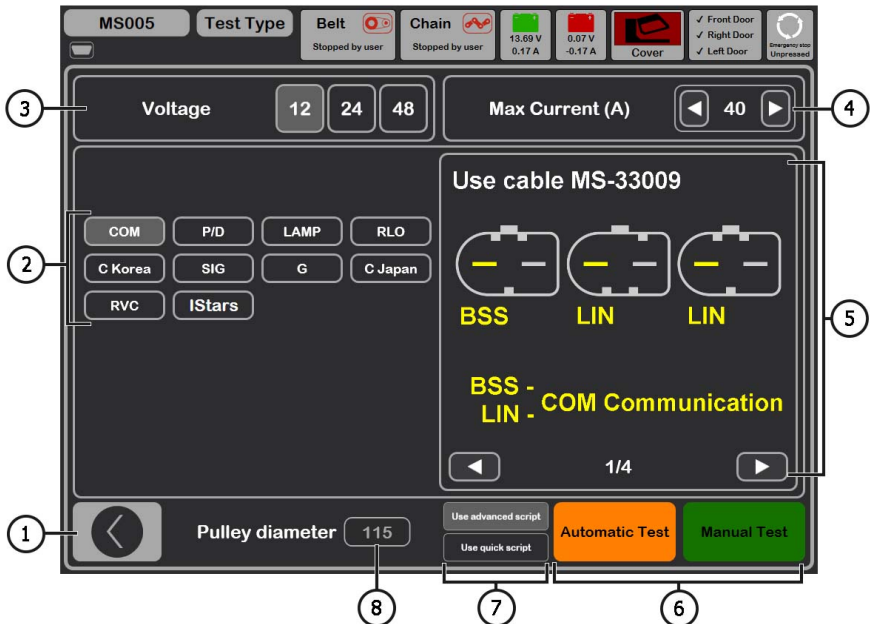 MS005
Test Type
Belt
Stopped by user
Chain
Stopped by user
13.69 V
0.17 A
0.07 V
-0.17 A
Cover
✓ Front Door
✓ Right Door
✓ Left Door
Emergency stop
Unpressed
3
Voltage
12 24 48
Max Current (A)
40
4
2
COM P/D LAMP RLO
C Korea SIG G C Japan
RVC IStars
Use cable MS-33009
BSS LIN LIN
BSS -
LIN - COM Communication
1/4
5
1
Pulley diameter 115
Use advanced script
Use quick script
Automatic Test
Manual Test
8
7
6